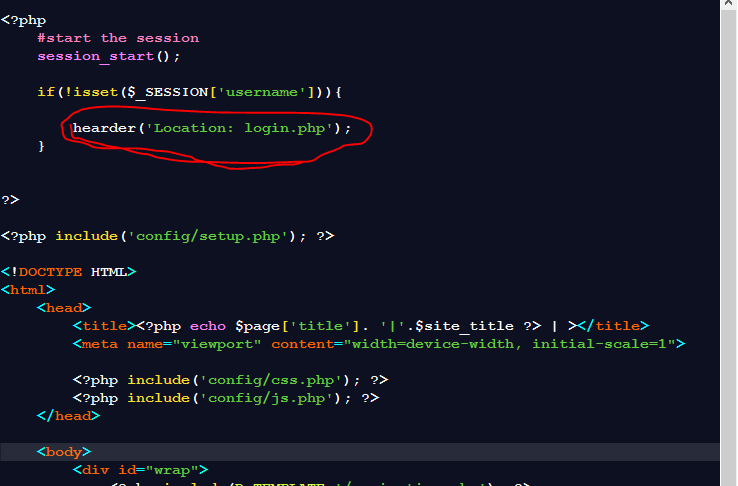 <?php
#start the session
session_start();
if(!isset($_SESSION['username'])){
hearder('Location: login.php');
}
?>
<?php include('config/setup.php'); ?>
<!DOCTYPE HTML>
<html>
<head>
<title><?php echo $page['title']. '|'.$site_title ?> | ></title>
<meta name="viewport" content="width=device-width, initial-scale=1">
<?php include('config/css.php'); ?>
<?php include('config/js.php'); ?>
</head>
<body>
<div id="wrap">